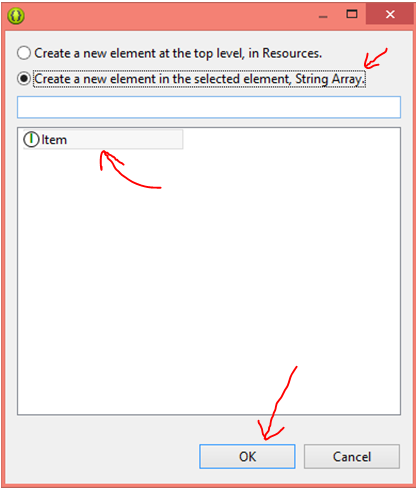 Create a new element at the top level, in Resources.
Create a new element in the selected element, String Array.
Item
OK
Cancel